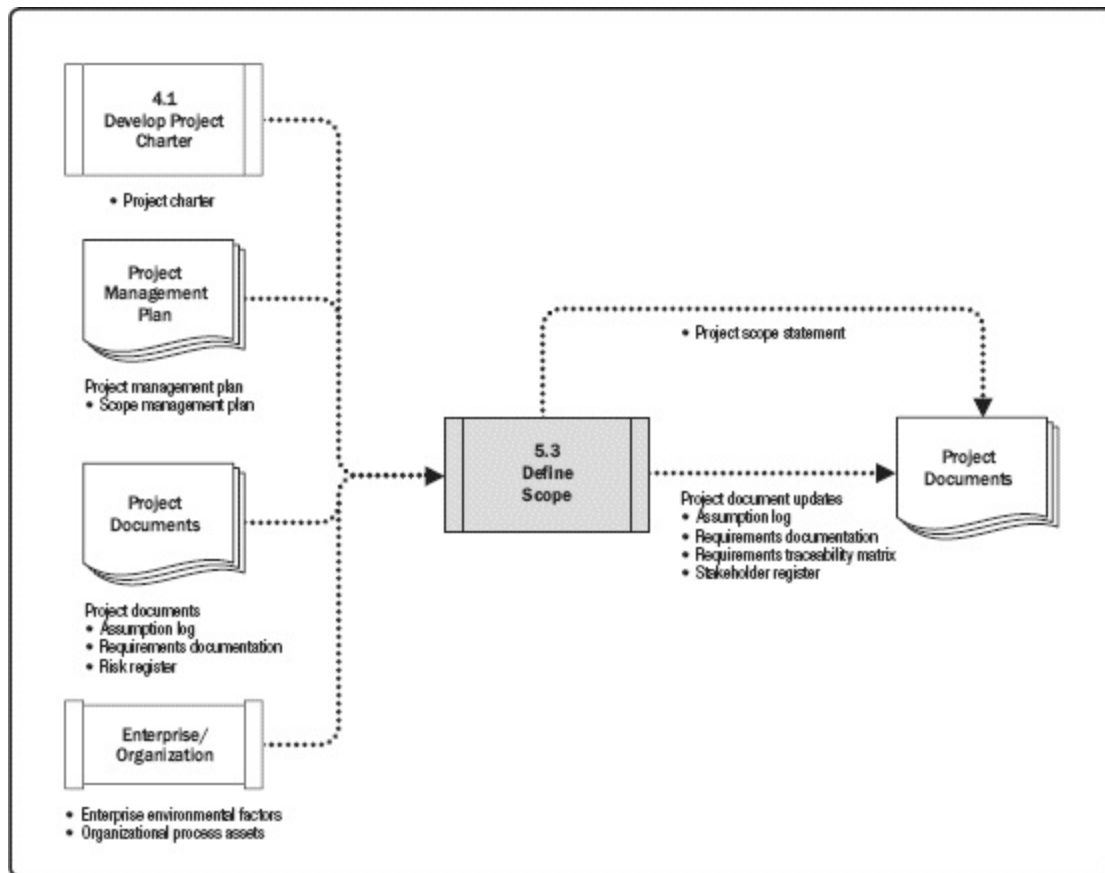 4.1
Develop Project
Charter
• Project charter
Project
Management
Plan
Project management plan
• Scope management plan
Project
Documents
Project documents
• Assumption log
• Requirements documentation
• Risk register
Enterprise/
Organization
• Enterprise environmental factors
• Organizational process assets
5.3
Define
Scope
• Project scope statement
Project document updates
• Assumption log
• Requirements documentation
• Requirements traceability matrix
• Stakeholder register
Project
Documents